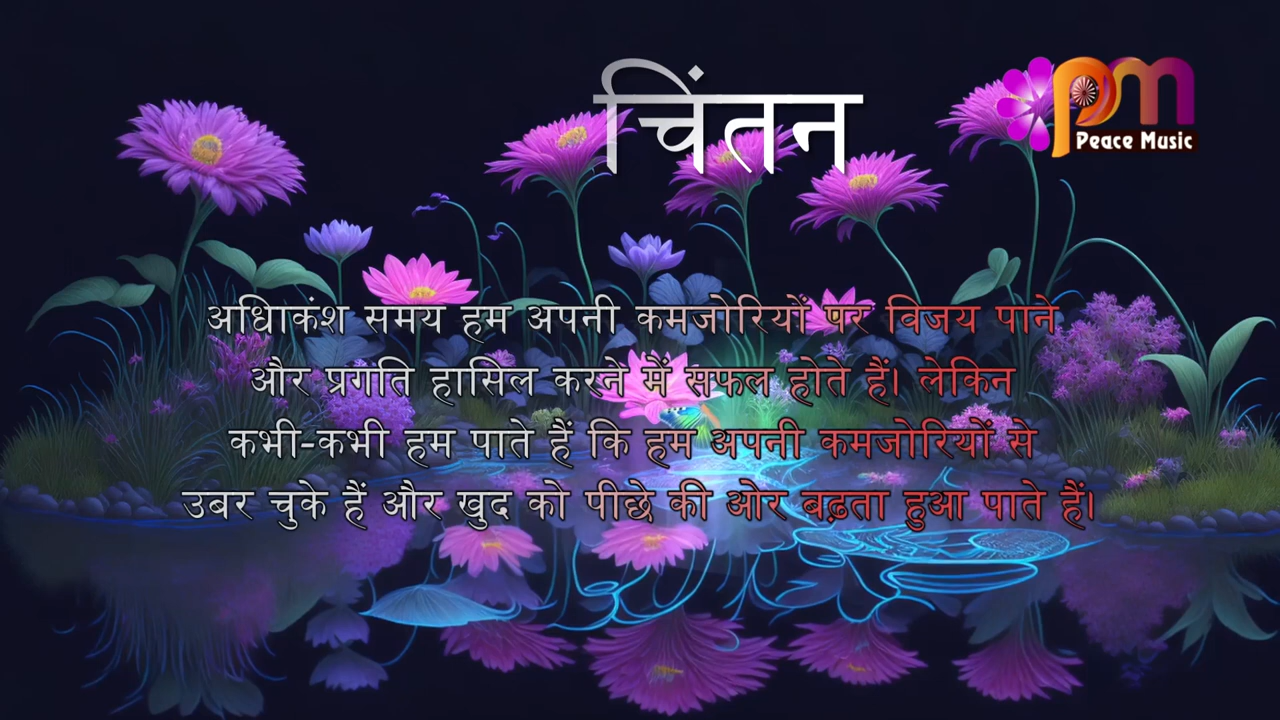 चिंतन
pm
Peace Music
अधिाकंश समय हम अपनी कमजोरियों पर विजय पाने
और प्रगति हासिल करने में सफल होते हैं। लेकिन
कभी-कभी हम पाते हैं कि हम अपनी कमजोरियों से
उबर चुके हैं और खुद को पीछे की ओर बढ़ता हुआ पाते हैं।